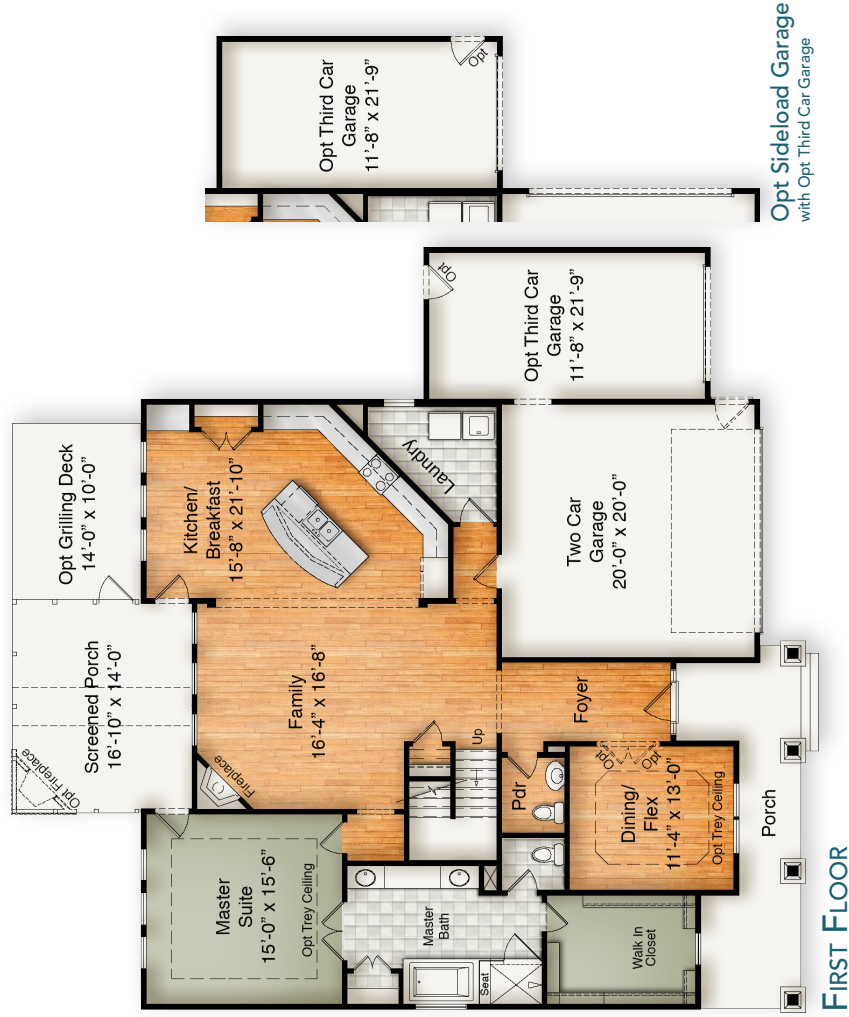 Opt Sideload Garage
with Opt Third Car Garage
Opt Third Car
Garage
11'-8" x 21'-9"
Opt
Opt Third Car
Garage
11'-8" x 21'-9"
Opt
Opt Grilling Deck
14'-0" x 10'-0"
Kitchen/
Breakfast
15'-8" x 21'-10"
Laundry
Two Car
Garage
20'-0" x 20'-0"
Screened Porch
16'-10" x 14'-0"
Opt Fireplace
Family
16'-4" x 16'-8"
Fireplace
Up
Foyer
Pdr
Opt
Opt
Dining/
Flex
11'-4" x 13'-0"
Opt Trey Ceiling
Porch
Master
Suite
15'-0" x 15'-6"
Opt Trey Ceiling
Master
Bath
Seat
Walk In
Closet
First Floor